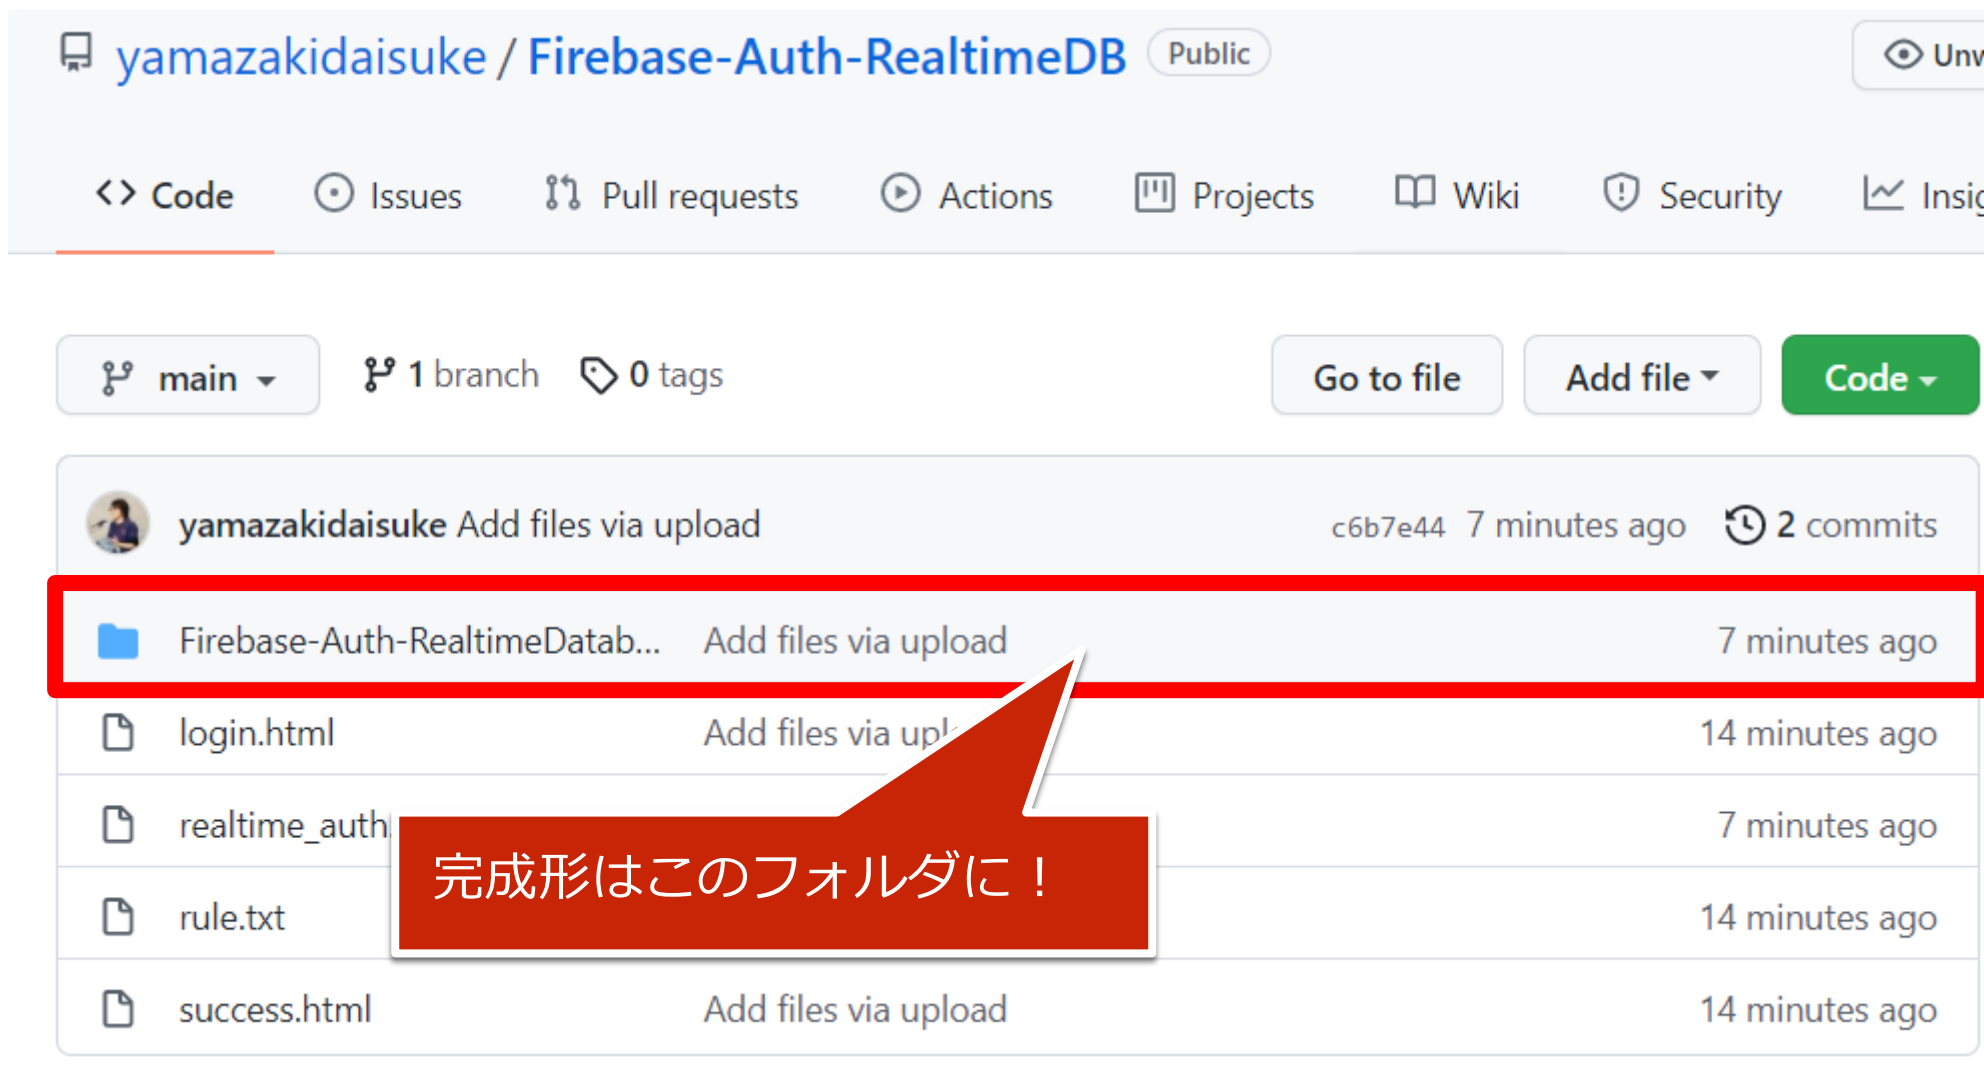 yamazakidaisuke / Firebase-Auth-RealtimeDB Public
Code Issues Pull requests Actions Projects Wiki Security
main 1 branch 0 tags Go to file Add file Code
yamazakidaisuke Add files via upload c6b7e44 7 minutes ago 2 commits
Firebase-Auth-RealtimeDatab... Add files via upload 7 minutes ago
login.html Add files via 14 minutes ago
realtime_auth 7 minutes ago
完成形はこのフォルダに！
rule.txt 14 minutes ago
success.html Add files via upload 14 minutes ago